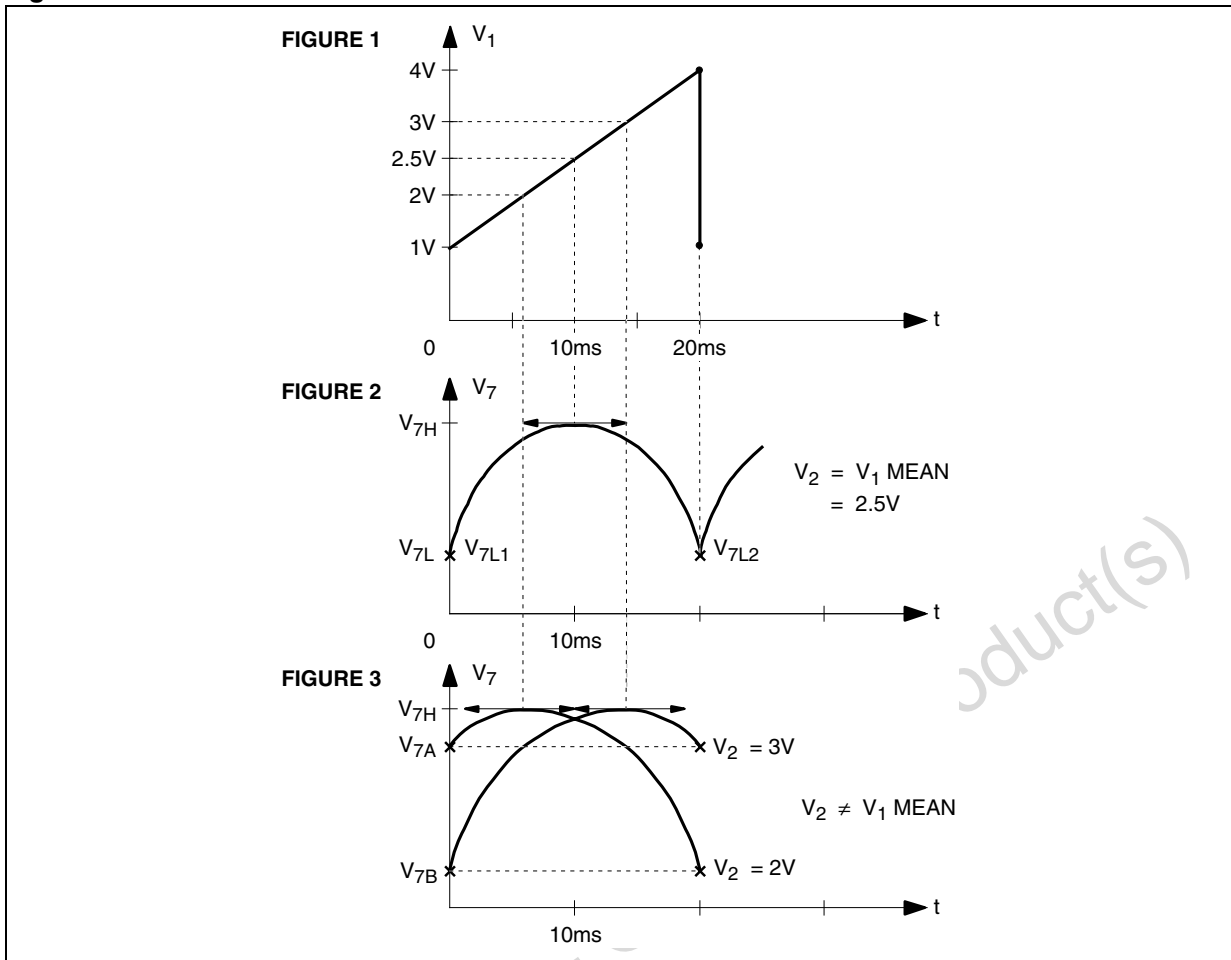 FIGURE 1
V1
4V
3V
2.5V
2V
1V
t
0
10ms
20ms
FIGURE 2
V7
V7H
V2 = V1 MEAN
= 2.5V
V7L
V7L1
V7L2
t
0
10ms
FIGURE 3
V7
V7H
V7A
V2 = 3V
V2 ≠ V1 MEAN
V7B
V2 = 2V
t
10ms
oduct(s)